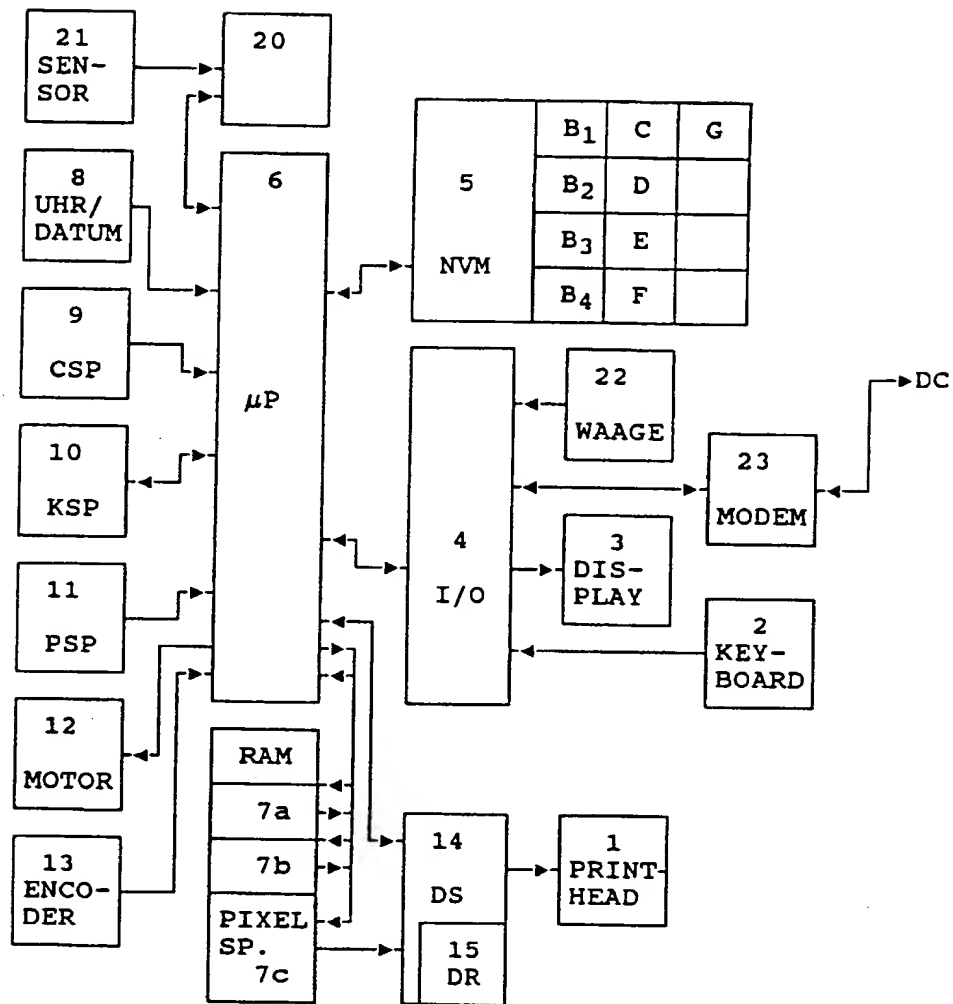 21
SEN-
SOR
20
8
UHR/
DATUM
6
μP
5
NVM
B1 C G
B2 D
B3 E
B4 F
9
CSP
10
KSP
11
PSP
12
MOTOR
13
ENCO-
DER
4
I/O
22
WAAGE
DC
23
MODEM
3
DIS-
PLAY
2
KEY-
BOARD
RAM
7a
7b
PIXEL
SP.
7c
14
DS
15
DR
1
PRINT-
HEAD